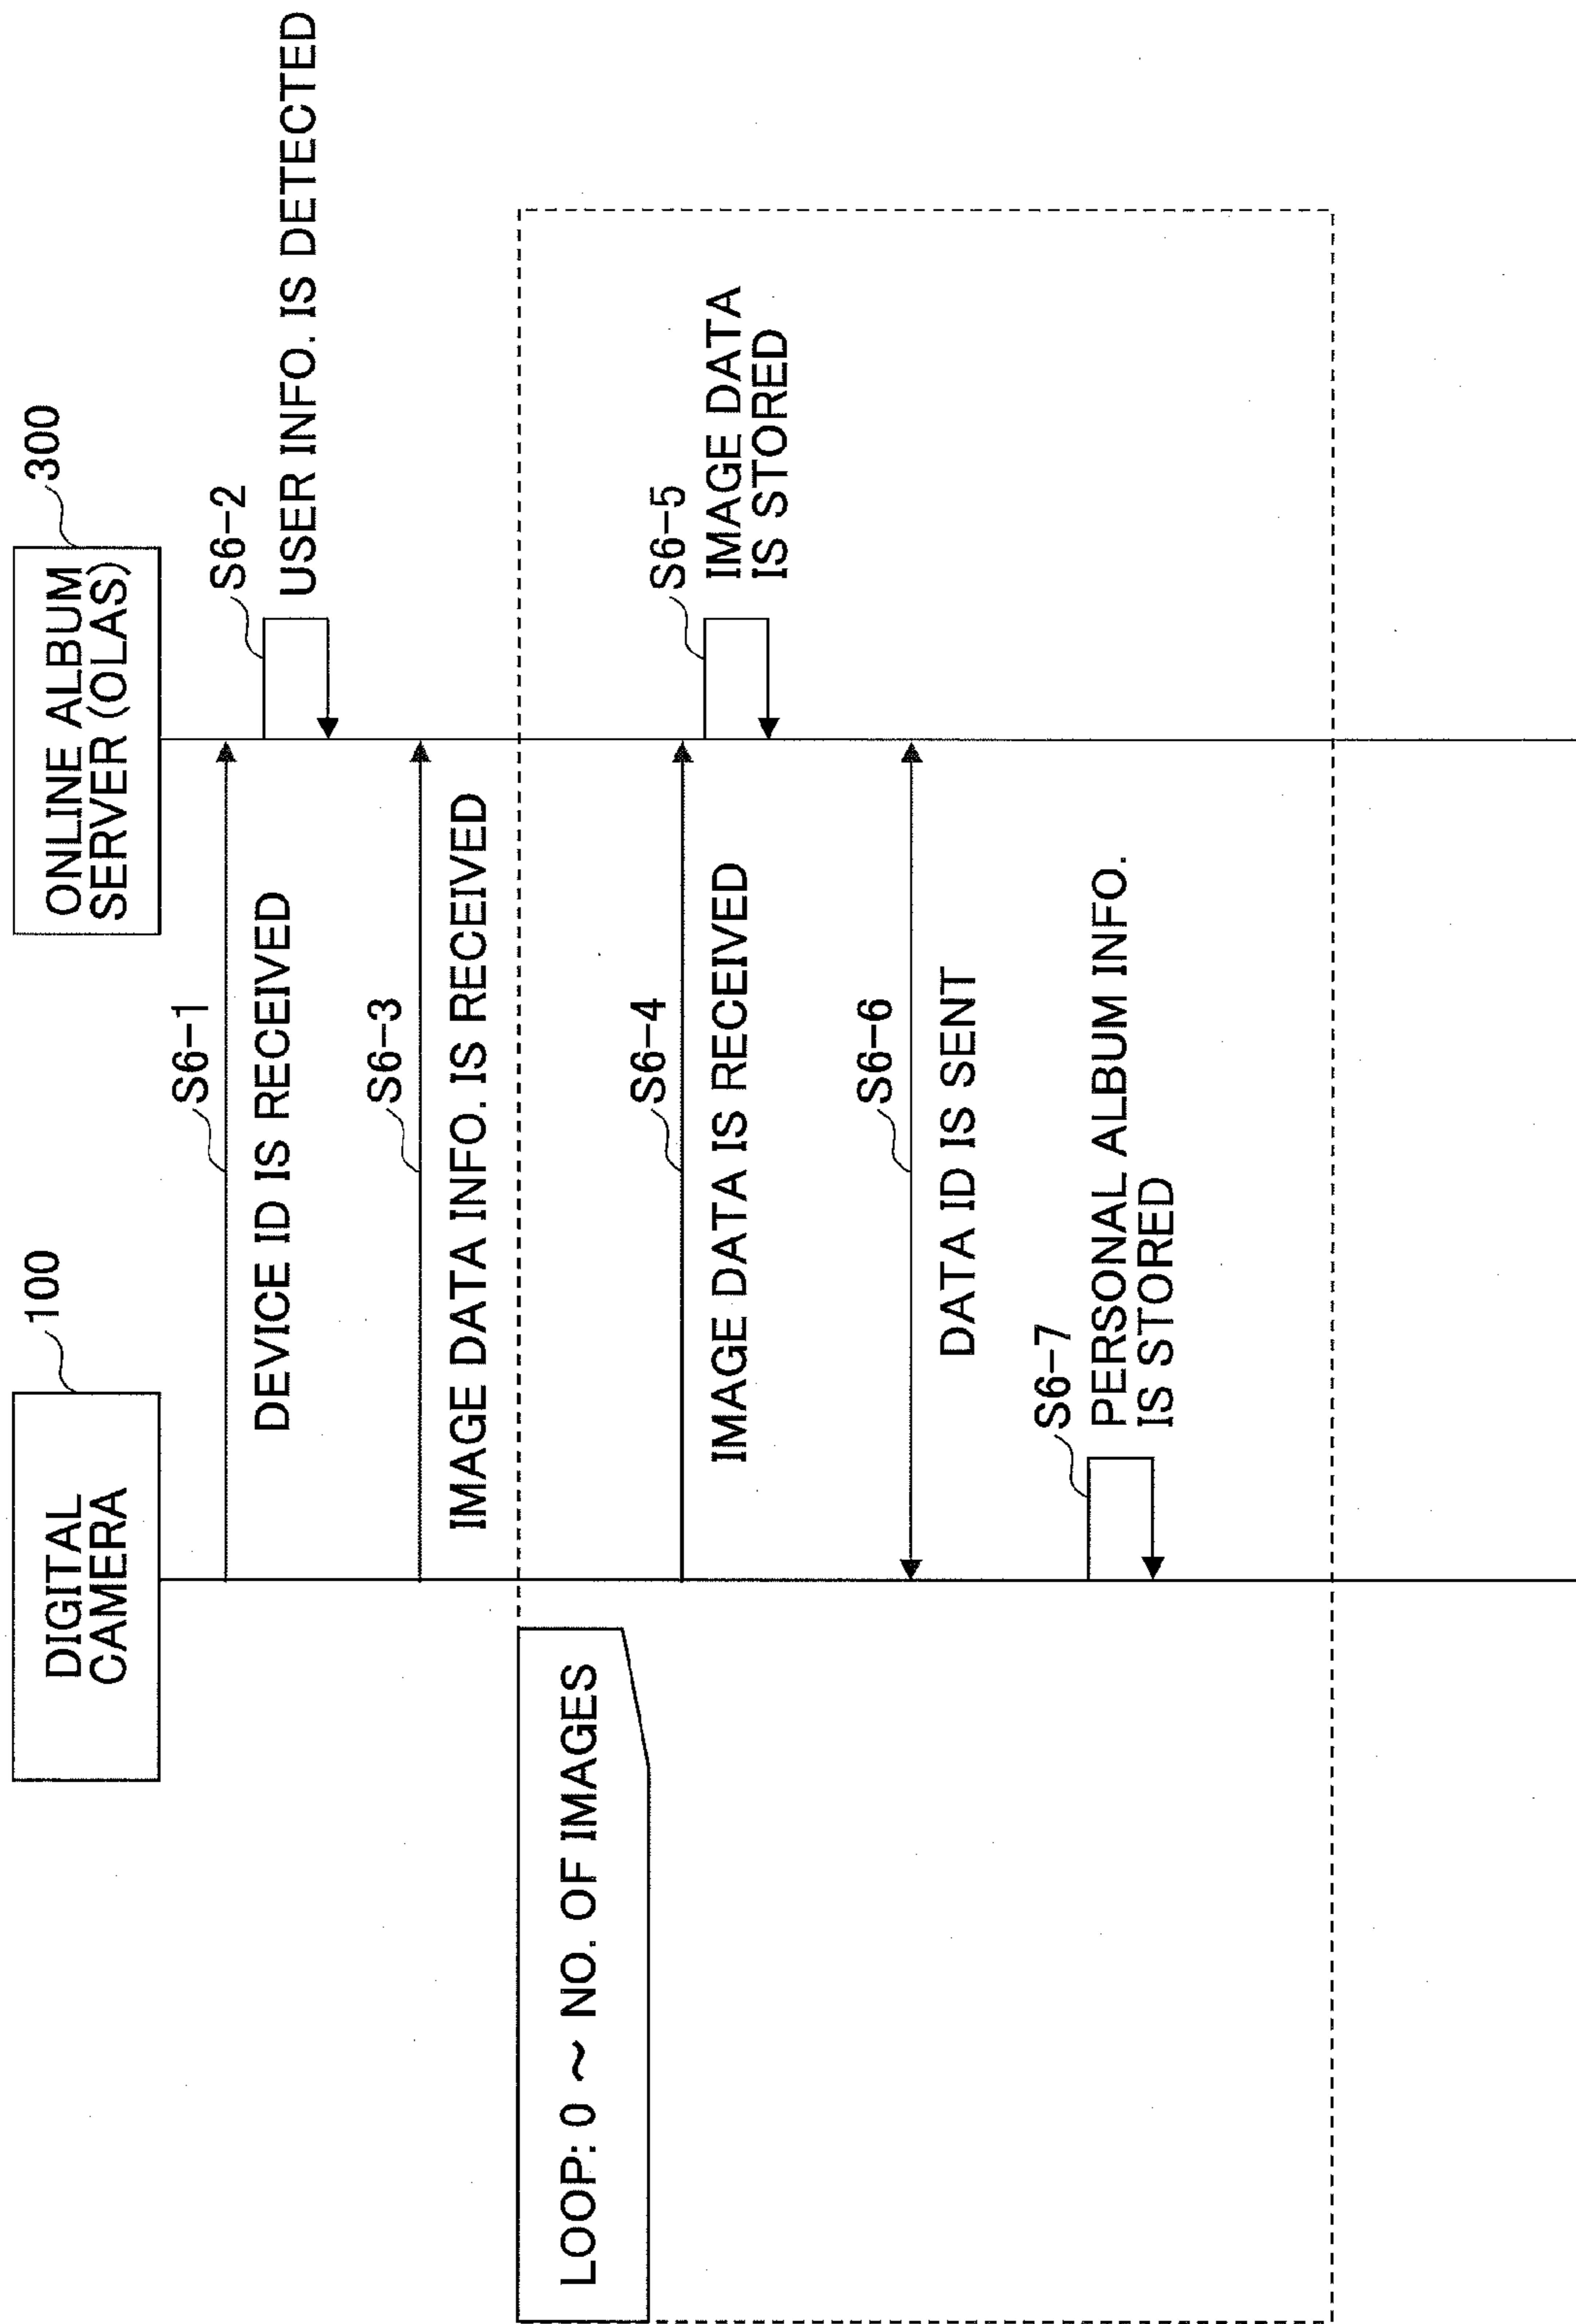 DIGITAL
CAMERA
100
ONLINE ALBUM
SERVER (OLAS)
300
S6-1
DEVICE ID IS RECEIVED
S6-2
USER INFO. IS DETECTED
S6-3
IMAGE DATA INFO. IS RECEIVED
LOOP: 0 ~ NO. OF IMAGES
S6-4
IMAGE DATA IS RECEIVED
S6-5
IMAGE DATA
IS STORED
S6-6
DATA ID IS SENT
S6-7
PERSONAL ALBUM INFO.
IS STORED